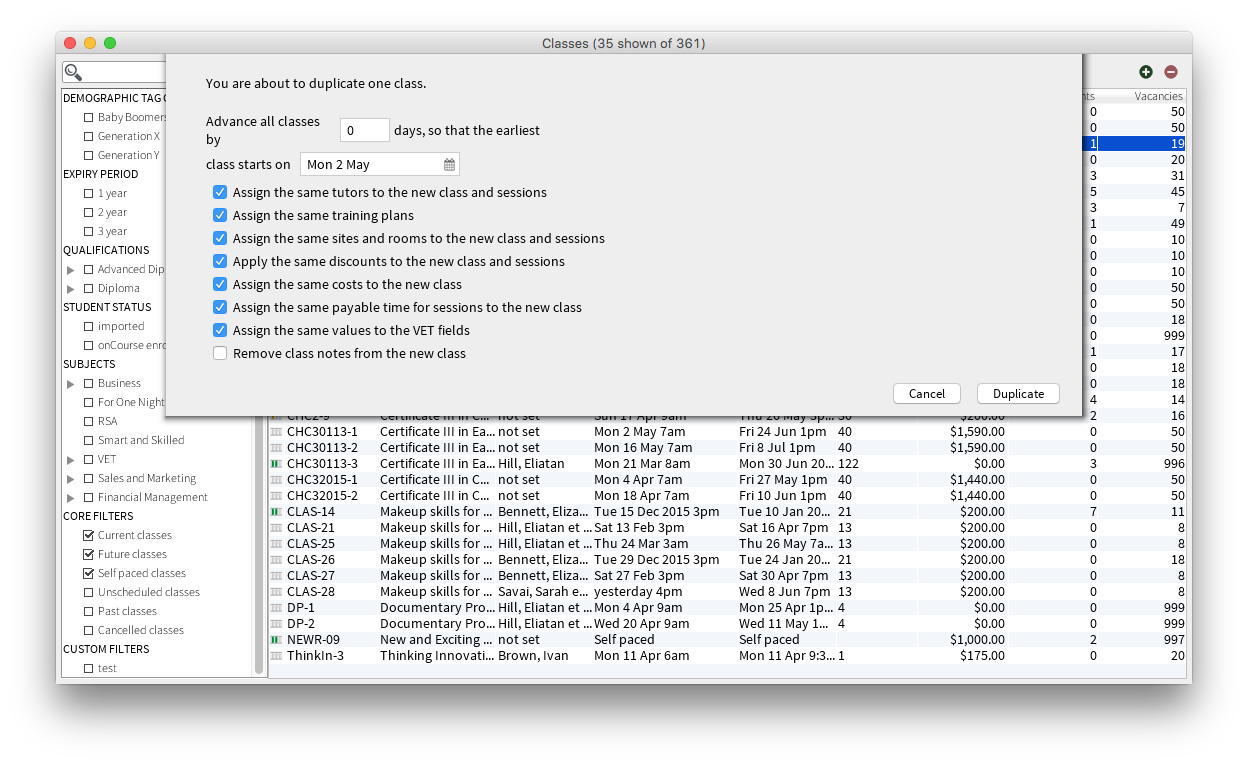 Classes (35 shown of 361)
You are about to duplicate one class.
Advance all classes
by
0 days, so that the earliest
class starts on Mon 2 May
Assign the same tutors to the new class and sessions
Assign the same training plans
Assign the same sites and rooms to the new class and sessions
Apply the same discounts to the new class and sessions
Assign the same costs to the new class
Assign the same payable time for sessions to the new class
Assign the same values to the VET fields
Remove class notes from the new class
Cancel Duplicate
DEMOGRAPHIC TAG
Baby Boomers
Generation X
Generation Y
EXPIRY PERIOD
1 year
2 year
3 year
QUALIFICATIONS
Advanced Dip
Diploma
STUDENT STATUS
imported
onCourse enro
SUBJECTS
Business
For One Night
RSA
Smart and Skilled
VET
Sales and Marketing
Financial Management
CORE FILTERS
Current classes
Future classes
Self paced classes
Unscheduled classes
Past classes
Cancelled classes
CUSTOM FILTERS
test
nts Vacancies
0 50
0 50
1 19
0 20
3 31
5 45
3 7
1 49
0 10
0 10
0 10
0 50
0 50
0 18
0 999
1 17
0 18
0 18
4 14
CHC2-9 Certificate III in C... not set Sun 17 Apr 9am Thu 26 May 3p... 30 $200.00 2 16
CHC30113-1 Certificate III in Ea... not set Mon 2 May 7am Fri 24 Jun 1pm 40 $1,590.00 0 50
CHC30113-2 Certificate III in Ea... not set Mon 16 May 7am Fri 8 Jul 1pm 40 $1,590.00 0 50
CHC30113-3 Certificate III in Ea... Hill, Eliatan Mon 21 Mar 8am Mon 30 Jun 20... 122 $0.00 3 996
CHC32015-1 Certificate III in C... not set Mon 4 Apr 7am Fri 27 May 1pm 40 $1,440.00 0 50
CHC32015-2 Certificate III in C... not set Mon 18 Apr 7am Fri 10 Jun 1pm 40 $1,440.00 0 50
CLAS-14 Makeup skills for ... Bennett, Eliza... Tue 15 Dec 2015 3pm Tue 10 Jan 20... 21 $200.00 7 11
CLAS-21 Makeup skills for ... Hill, Eliatan et ... Sat 13 Feb 3pm Sat 16 Apr 7pm 13 $200.00 0 8
CLAS-25 Makeup skills for ... Hill, Eliatan et ... Thu 24 Mar 3am Thu 26 May 7a... 13 $200.00 0 8
CLAS-26 Makeup skills for ... Bennett, Eliza... Tue 29 Dec 2015 3pm Tue 24 Jan 20... 21 $200.00 0 18
CLAS-27 Makeup skills for ... Bennett, Eliza... Sat 27 Feb 3pm Sat 30 Apr 7pm 13 $200.00 0 8
CLAS-28 Makeup skills for ... Savai, Sarah e... yesterday 4pm Wed 8 Jun 7pm 13 $200.00 0 8
DP-1 Documentary Pro... Hill, Eliatan et ... Mon 4 Apr 9am Mon 25 Apr 1p... 4 $0.00 0 999
DP-2 Documentary Pro... Hill, Eliatan et ... Wed 20 Apr 9am Wed 11 May 1... 4 $0.00 0 999
NEWR-09 New and Exciting ... not set Self paced Self paced $1,000.00 2 997
ThinkIn-3 Thinking Innovati... Brown, Ivan Mon 11 Apr 6am Mon 11 Apr 9:3... 1 $175.00 0 20